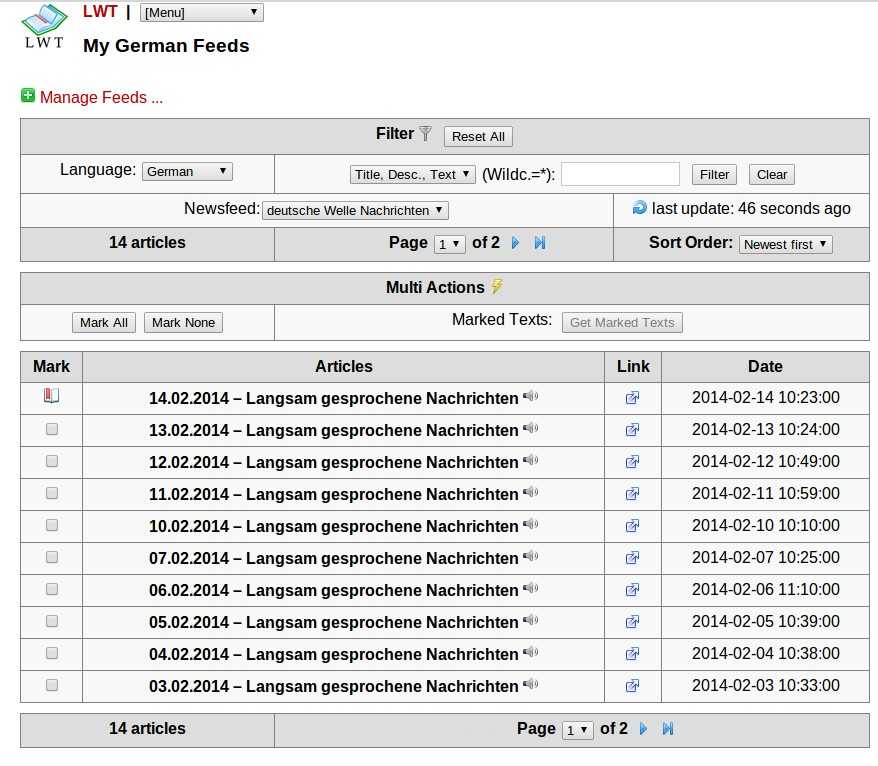 LWT | [Menu]
LWT
My German Feeds
Manage Feeds ...
Filter Reset All
Language: German Title, Desc., Text (Wildc.=*): Filter Clear
Newsfeed: deutsche Welle Nachrichten last update: 46 seconds ago
14 articles Page 1 of 2 Sort Order: Newest first
Multi Actions
Mark All Mark None Marked Texts: Get Marked Texts
Mark Articles Link Date
14.02.2014 – Langsam gesprochene Nachrichten 2014-02-14 10:23:00
13.02.2014 – Langsam gesprochene Nachrichten 2014-02-13 10:24:00
12.02.2014 – Langsam gesprochene Nachrichten 2014-02-12 10:49:00
11.02.2014 – Langsam gesprochene Nachrichten 2014-02-11 10:59:00
10.02.2014 – Langsam gesprochene Nachrichten 2014-02-10 10:10:00
07.02.2014 – Langsam gesprochene Nachrichten 2014-02-07 10:25:00
06.02.2014 – Langsam gesprochene Nachrichten 2014-02-06 11:10:00
05.02.2014 – Langsam gesprochene Nachrichten 2014-02-05 10:39:00
04.02.2014 – Langsam gesprochene Nachrichten 2014-02-04 10:38:00
03.02.2014 – Langsam gesprochene Nachrichten 2014-02-03 10:33:00
14 articles Page 1 of 2